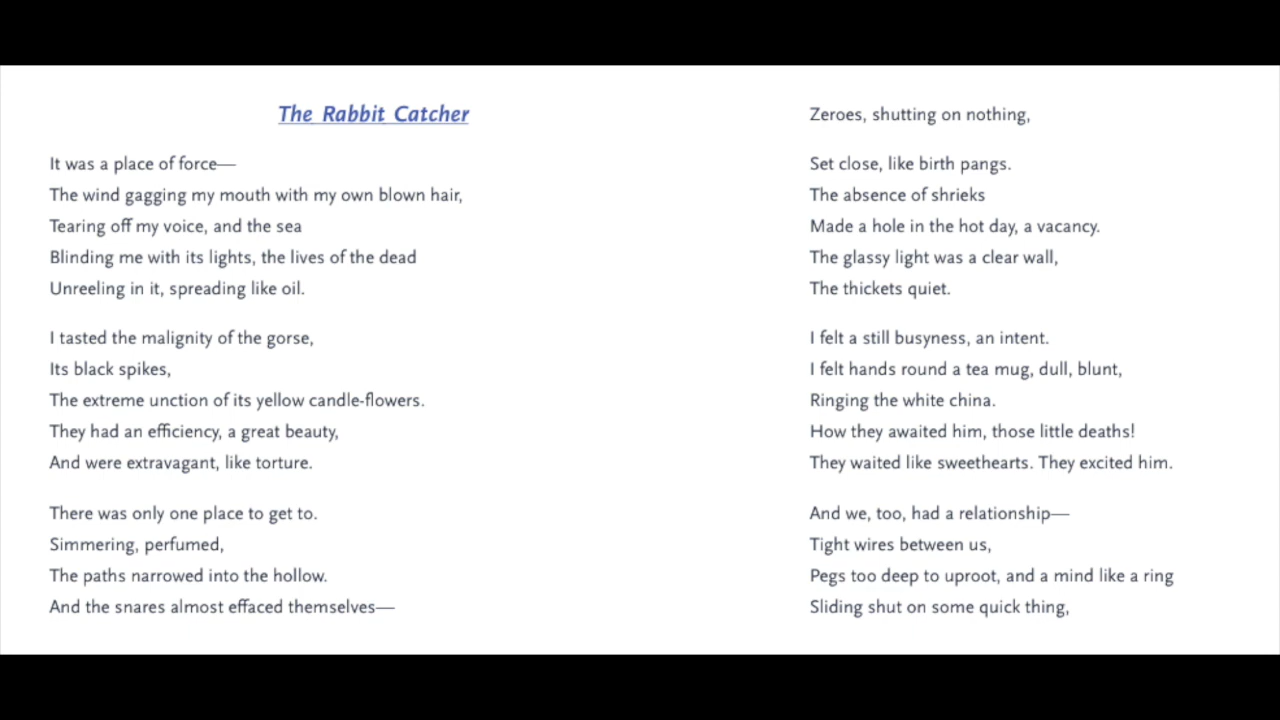 The Rabbit Catcher
It was a place of force—
The wind gagging my mouth with my own blown hair,
Tearing off my voice, and the sea
Blinding me with its lights, the lives of the dead
Unreeling in it, spreading like oil.
I tasted the malignity of the gorse,
Its black spikes,
The extreme unction of its yellow candle-flowers.
They had an efficiency, a great beauty,
And were extravagant, like torture.
There was only one place to get to.
Simmering, perfumed,
The paths narrowed into the hollow.
And the snares almost effaced themselves—
Zeroes, shutting on nothing,
Set close, like birth pangs.
The absence of shrieks
Made a hole in the hot day, a vacancy.
The glassy light was a clear wall,
The thickets quiet.
I felt a still busyness, an intent.
I felt hands round a tea mug, dull, blunt,
Ringing the white china.
How they awaited him, those little deaths!
They waited like sweethearts. They excited him.
And we, too, had a relationship—
Tight wires between us,
Pegs too deep to uproot, and a mind like a ring
Sliding shut on some quick thing,